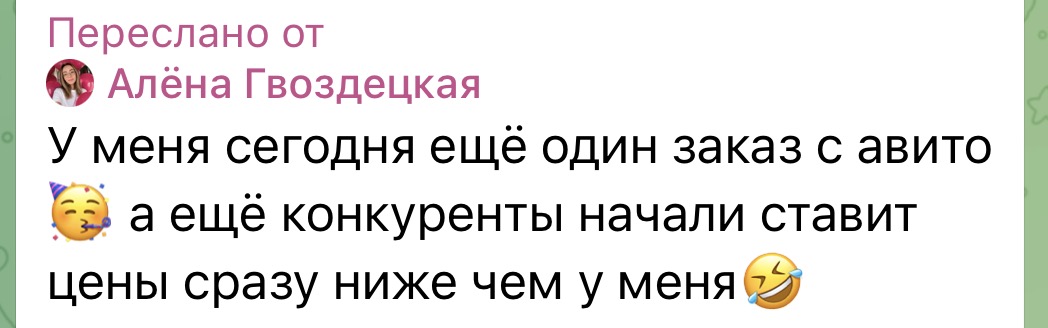 Переслано от
Алёна Гвоздецкая
У меня сегодня ещё один заказ с авито
🥳 а ещё конкуренты начали ставит
цены сразу ниже чем у меня🤣